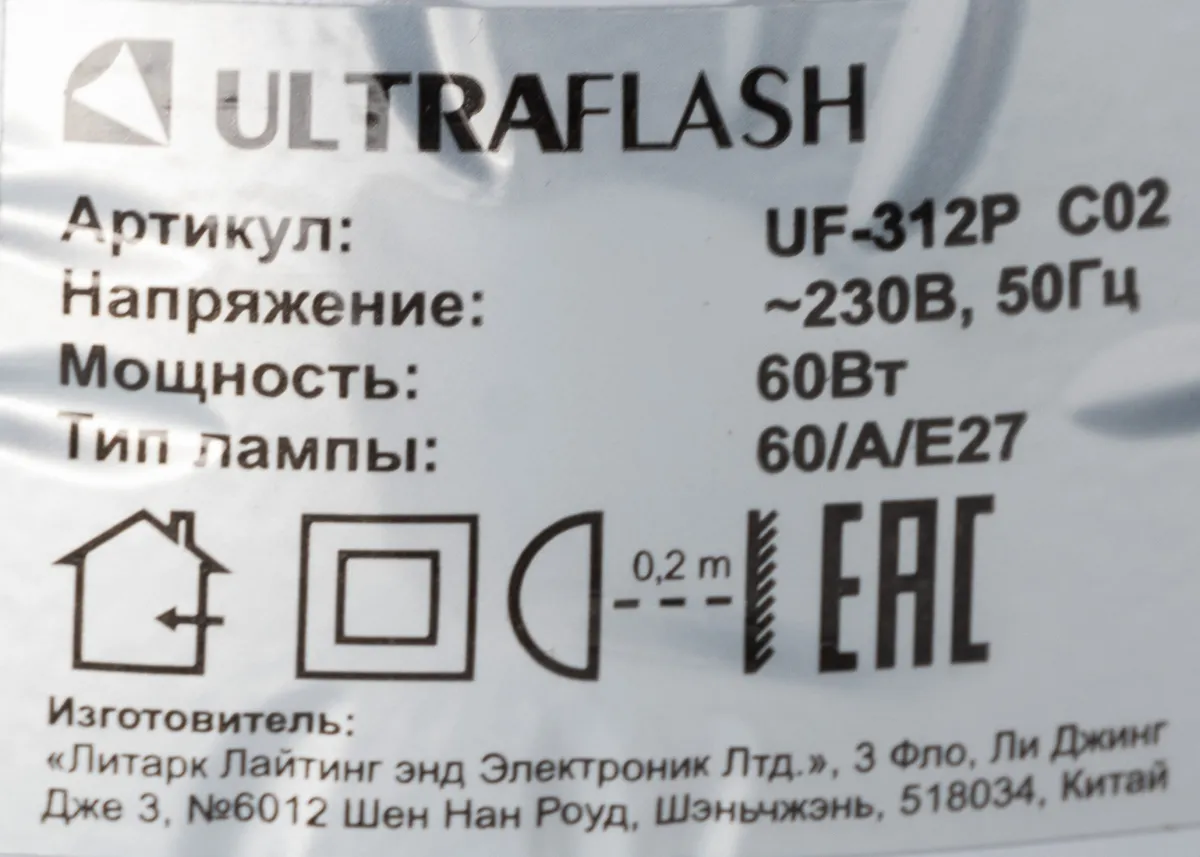 ULTRAFLASH
Артикул: UF-312P C02
Напряжение: ~230В, 50Гц
Мощность: 60Вт
Тип лампы: 60/A/E27
0,2 m
EAC
Изготовитель:
«Литарк Лайтинг энд Электроник Лтд.», 3 Фло, Ли Джинг
Дже 3, №6012 Шен Нан Роуд, Шэньчжэнь, 518034, Китай